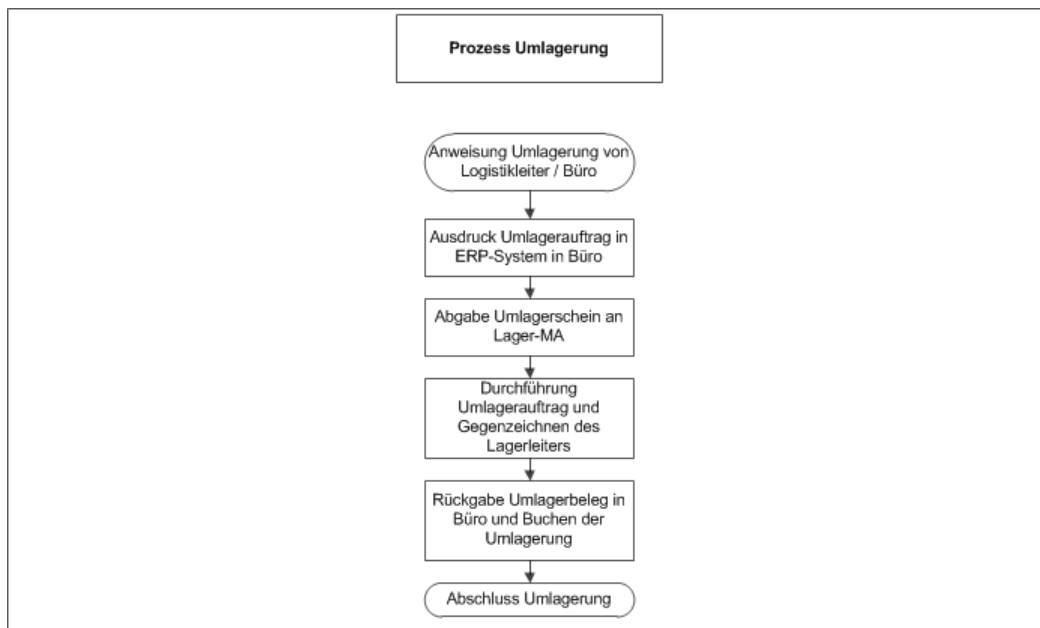 Prozess Umlagerung
Anweisung Umlagerung von
Logistikleiter / Büro
Ausdruck Umlagerauftrag in
ERP-System in Büro
Abgabe Umlagerschein an
Lager-MA
Durchführung
Umlagerauftrag und
Gegenzeichnen des
Lagerleiters
Rückgabe Umlagerbeleg in
Büro und Buchen der
Umlagerung
Abschluss Umlagerung